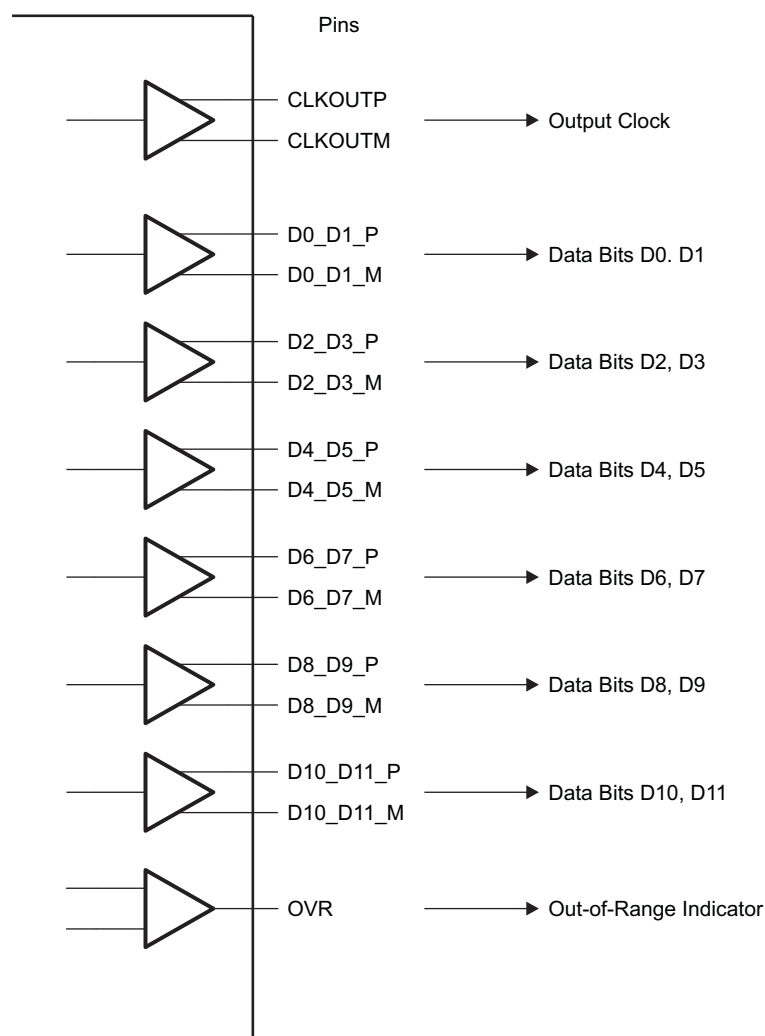 Pins
CLKOUTP
CLKOUTM
Output Clock
D0_D1_P
D0_D1_M
Data Bits D0. D1
D2_D3_P
D2_D3_M
Data Bits D2, D3
D4_D5_P
D4_D5_M
Data Bits D4, D5
D6_D7_P
D6_D7_M
Data Bits D6, D7
D8_D9_P
D8_D9_M
Data Bits D8, D9
D10_D11_P
D10_D11_M
Data Bits D10, D11
OVR
Out-of-Range Indicator